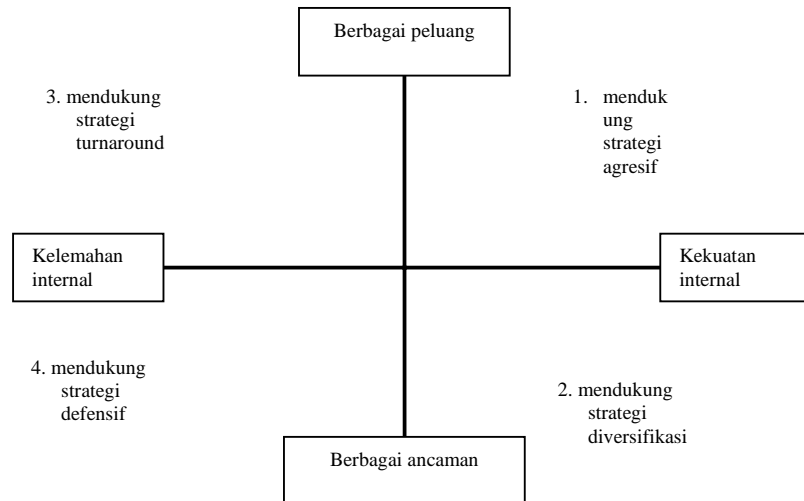 Berbagai peluang
3. mendukung
strategi
turnaround
1. menduk
ung
strategi
agresif
Kelemahan
internal
Kekuatan
internal
4. mendukung
strategi
defensif
2. mendukung
strategi
diversifikasi
Berbagai ancaman